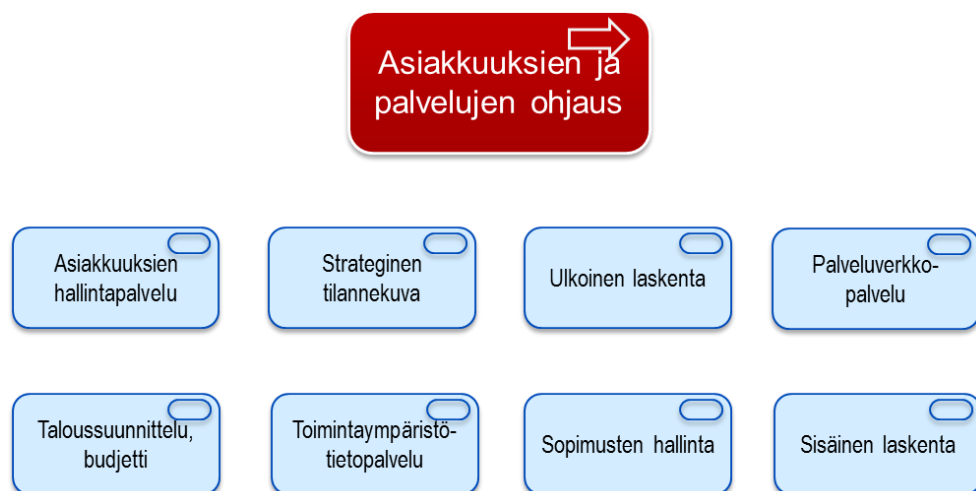 Asiakkuuksien ja
palvelujen ohjaus
Asiakkuuksien
hallintapalvelu
Strateginen
tilannekuva
Ulkoinen laskenta
Palveluverkko-
palvelu
Taloussuunnittelu,
budjetti
Toimintaympäristö-
tietopalvelu
Sopimusten hallinta
Sisäinen laskenta